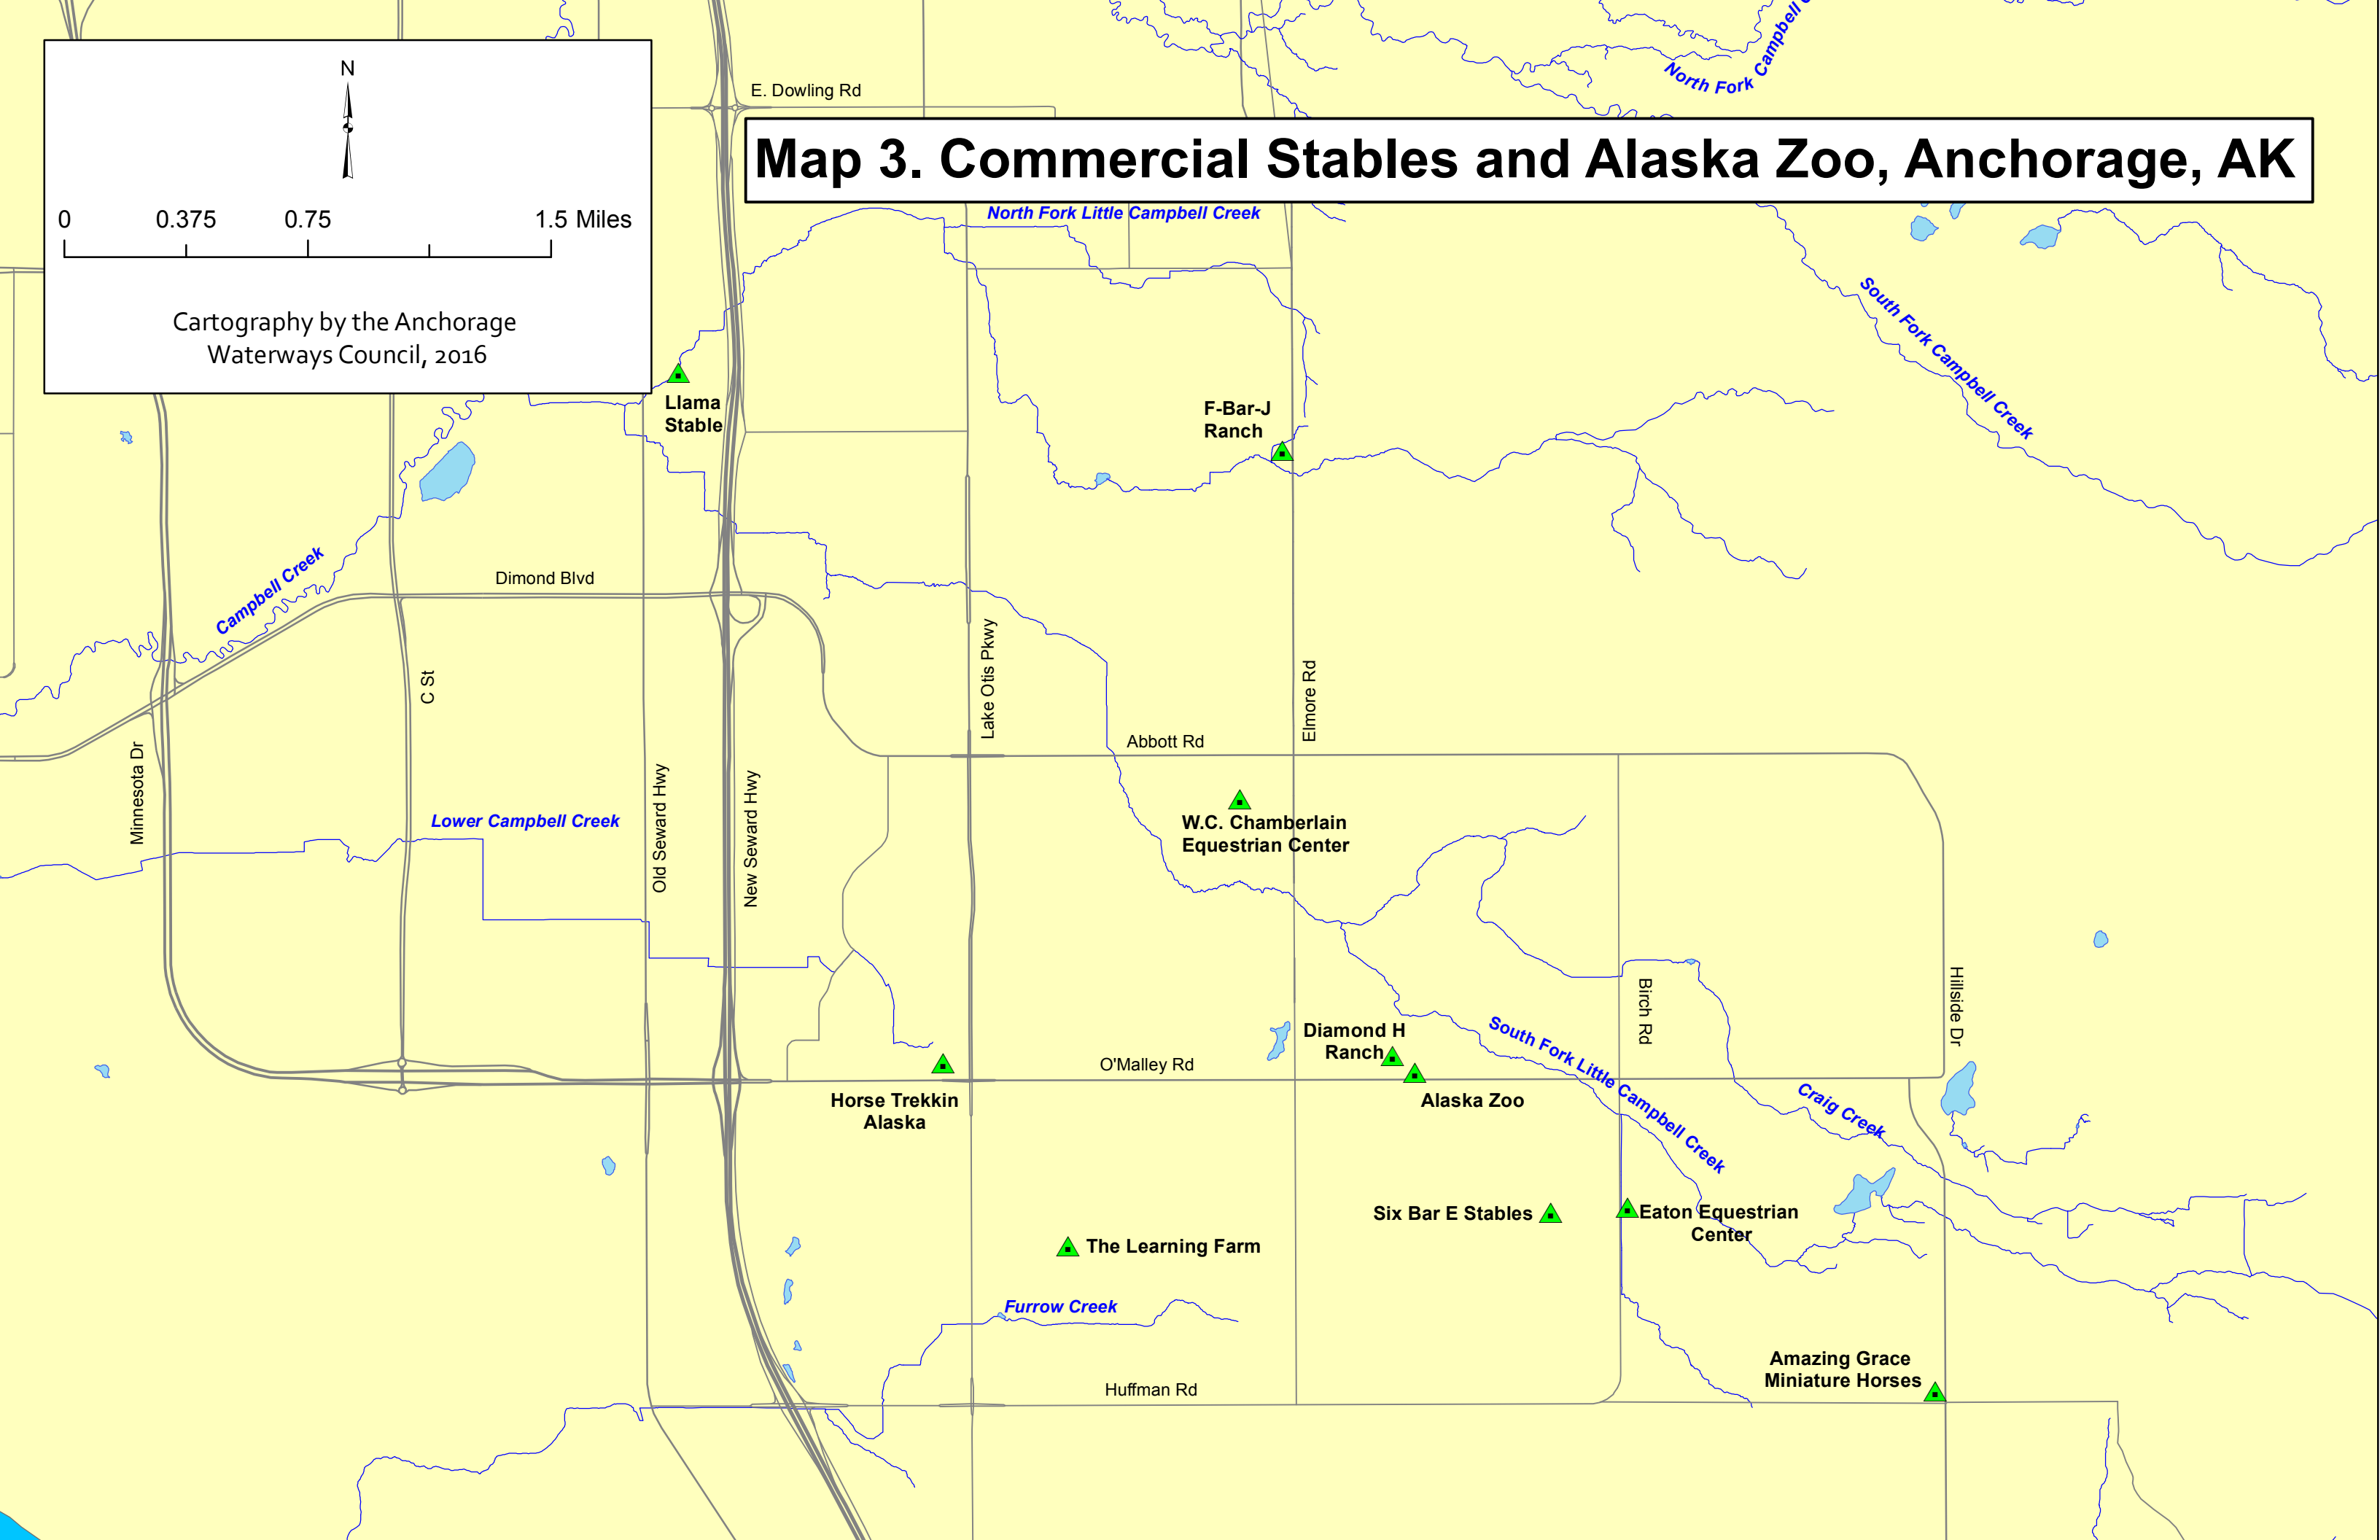 N
0 0.375 0.75 1.5 Miles
Cartography by the Anchorage
Waterways Council, 2016
E. Dowling Rd
North Fork Campbell
Map 3. Commercial Stables and Alaska Zoo, Anchorage, AK
North Fork Little Campbell Creek
South Fork Campbell Creek
Llama
Stable
F-Bar-J
Ranch
Campbell Creek
Dimond Blvd
C St
Lake Otis Pkwy
Elmore Rd
Minnesota Dr
Abbott Rd
Old Seward Hwy
New Seward Hwy
Lower Campbell Creek
W.C. Chamberlain
Equestrian Center
Birch Rd
Hillside Dr
Diamond H
Ranch
South Fork Little Campbell Creek
O'Malley Rd
Craig Creek
Horse Trekkin
Alaska
Alaska Zoo
Six Bar E Stables
Eaton Equestrian
Center
The Learning Farm
Furrow Creek
Amazing Grace
Miniature Horses
Huffman Rd